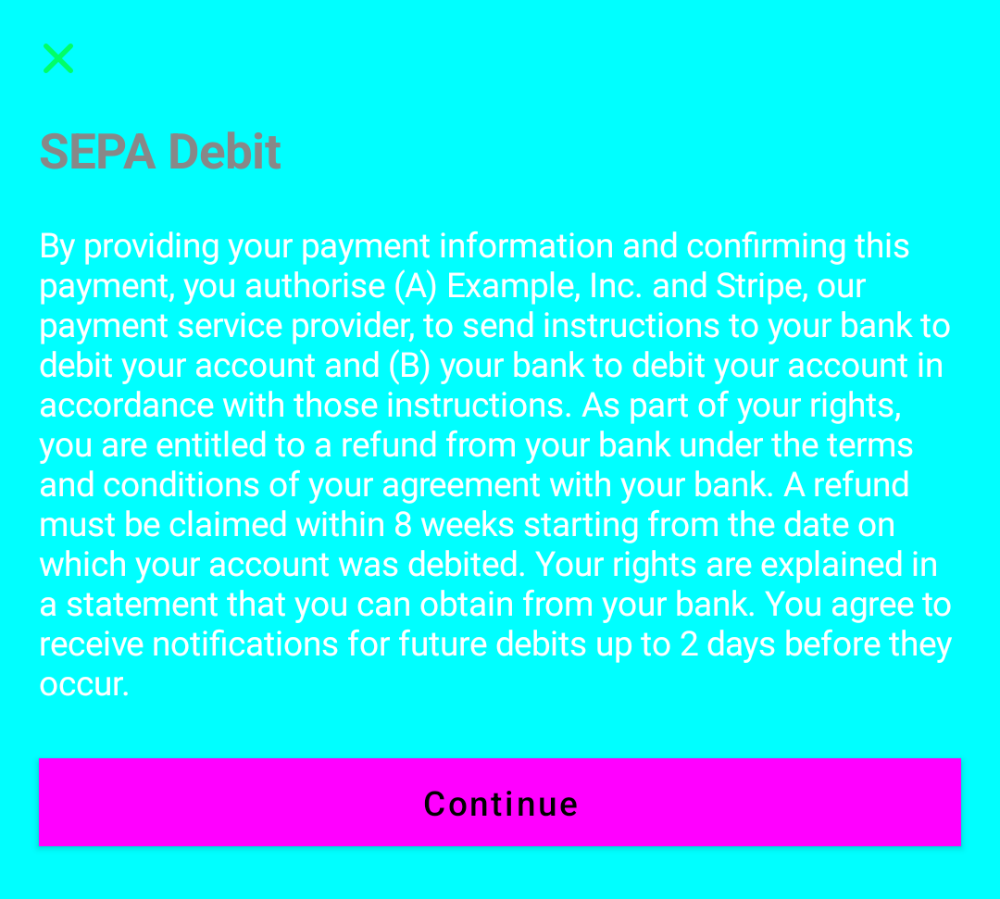 SEPA Debit
By providing your payment information and confirming this
payment, you authorise (A) Example, Inc. and Stripe, our
payment service provider, to send instructions to your bank to
debit your account and (B) your bank to debit your account in
accordance with those instructions. As part of your rights,
you are entitled to a refund from your bank under the terms
and conditions of your agreement with your bank. A refund
must be claimed within 8 weeks starting from the date on
which your account was debited. Your rights are explained in
a statement that you can obtain from your bank. You agree to
receive notifications for future debits up to 2 days before they
occur.
Continue